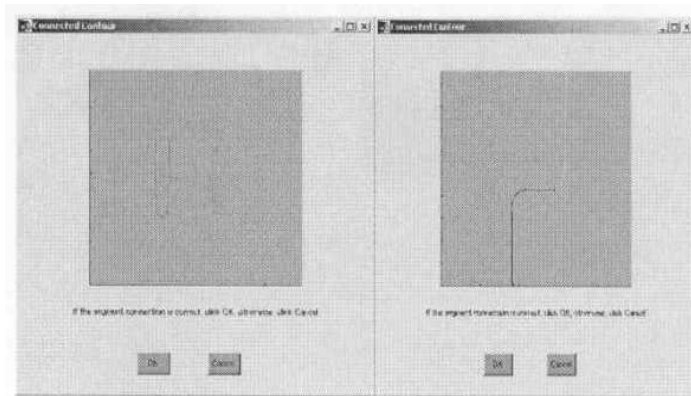 Connected Contour
Connected Contour
If the segment connection is correct, click OK, otherwise, click Cancel
If the segment connection is correct, click OK, otherwise, click Cancel
OK
Cancel
OK
Cancel